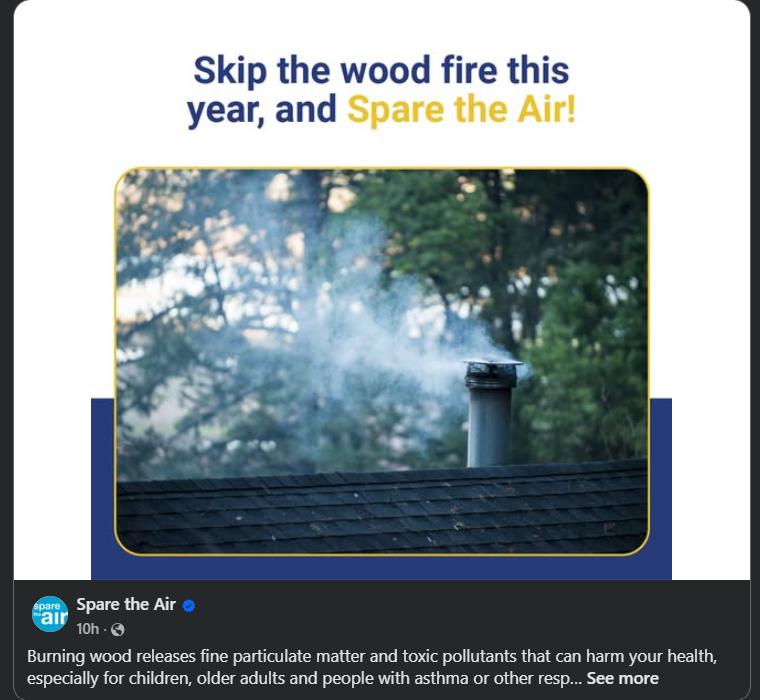 Skip the wood fire this
year, and Spare the Air!
spare
the
air
Spare the Air
10h ·
Burning wood releases fine particulate matter and toxic pollutants that can harm your health,
especially for children, older adults and people with asthma or other resp... See more